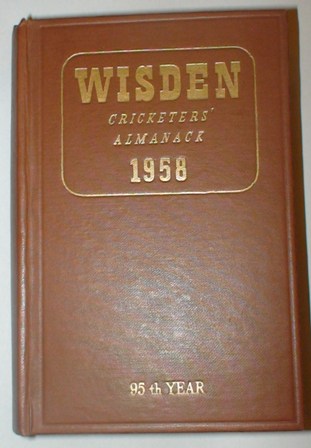 WISDEN
CRICKETERS'
ALMANACK
1958
95 th YEAR